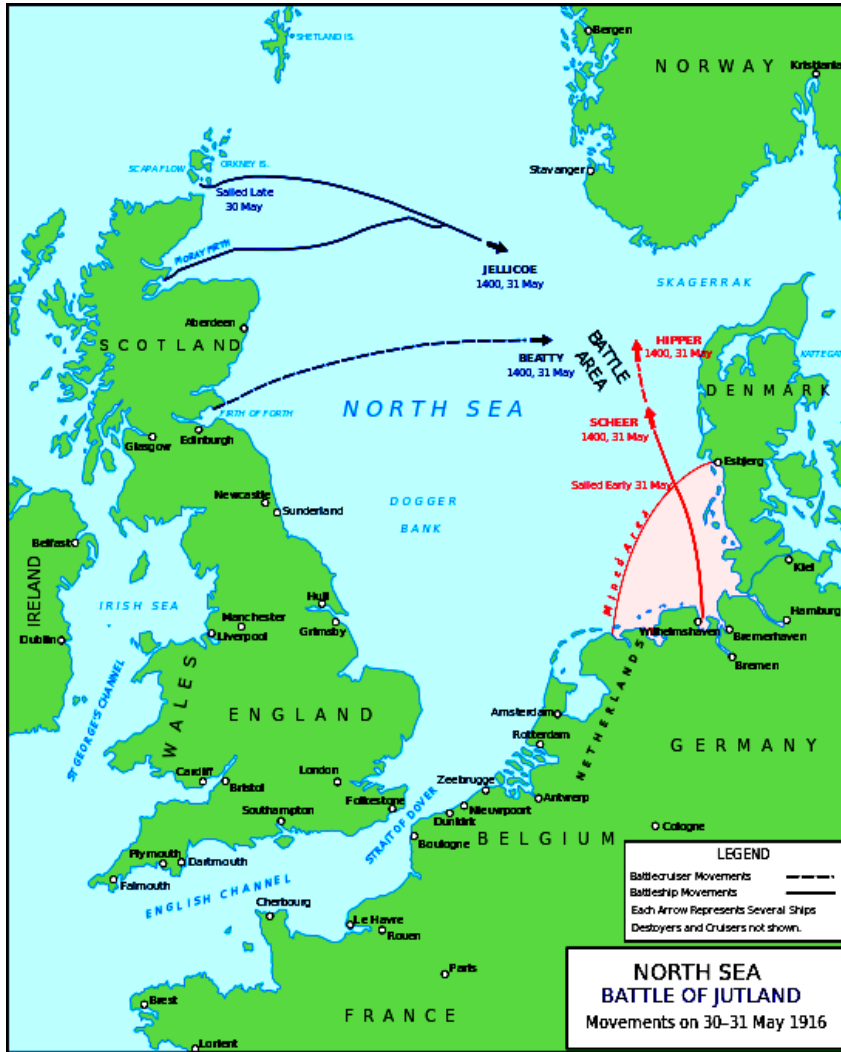 SHETLAND IS.
Bergen
NORWAY
Kristiania
SCAPA FLOW
ORKNEY IS.
Stavanger
Sailed Late
30 May
MORAY FIRTH
JELLICOE
1400, 31 May
SKAGERRAK
Aberdeen
SCOTLAND
BATTLE
AREA
HIPPER
1400, 31 May
BEATTY
1400, 31 May
KATTEGAT
DENMARK
NORTH SEA
FIRTH OF FORTH
SCHEER
1400, 31 May
Glasgow
Edinburgh
Esbjerg
Sailed Early 31 May
Newcastle
Sunderland
DOGGER
BANK
Mined Area
Belfast
IRELAND
Kiel
IRISH SEA
Hull
Manchester
Liverpool
Grimsby
Hamburg
Wilhelmshaven
Bremerhaven
Dublin
Bremen
WALES
ST GEORGE'S CHANNEL
NETHERLANDS
ENGLAND
Amsterdam
Rotterdam
GERMANY
Cardiff
Bristol
London
Zeebrugge
Folkestone
Nieuwpoort
Antwerp
Southampton
STRAIT OF DOVER
Dunkirk
Boulogne
BELGIUM
Cologne
Plymouth
Dartmouth
Falmouth
ENGLISH CHANNEL
Cherbourg
Le Havre
Rouen
Paris
Brest
FRANCE
Lorient
LEGEND
Battlecruiser Movements
Battleship Movements
Each Arrow Represents Several Ships
Destoyers and Cruisers not shown.
NORTH SEA
BATTLE OF JUTLAND
Movements on 30–31 May 1916